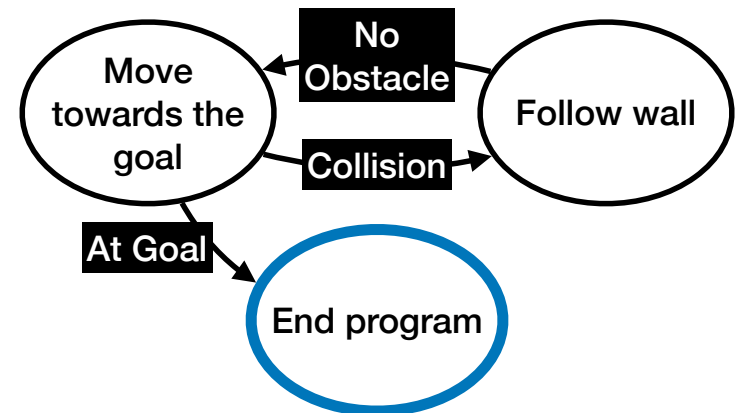 No
Obstacle
Move
towards the
goal
Follow wall
Collision
At Goal
End program